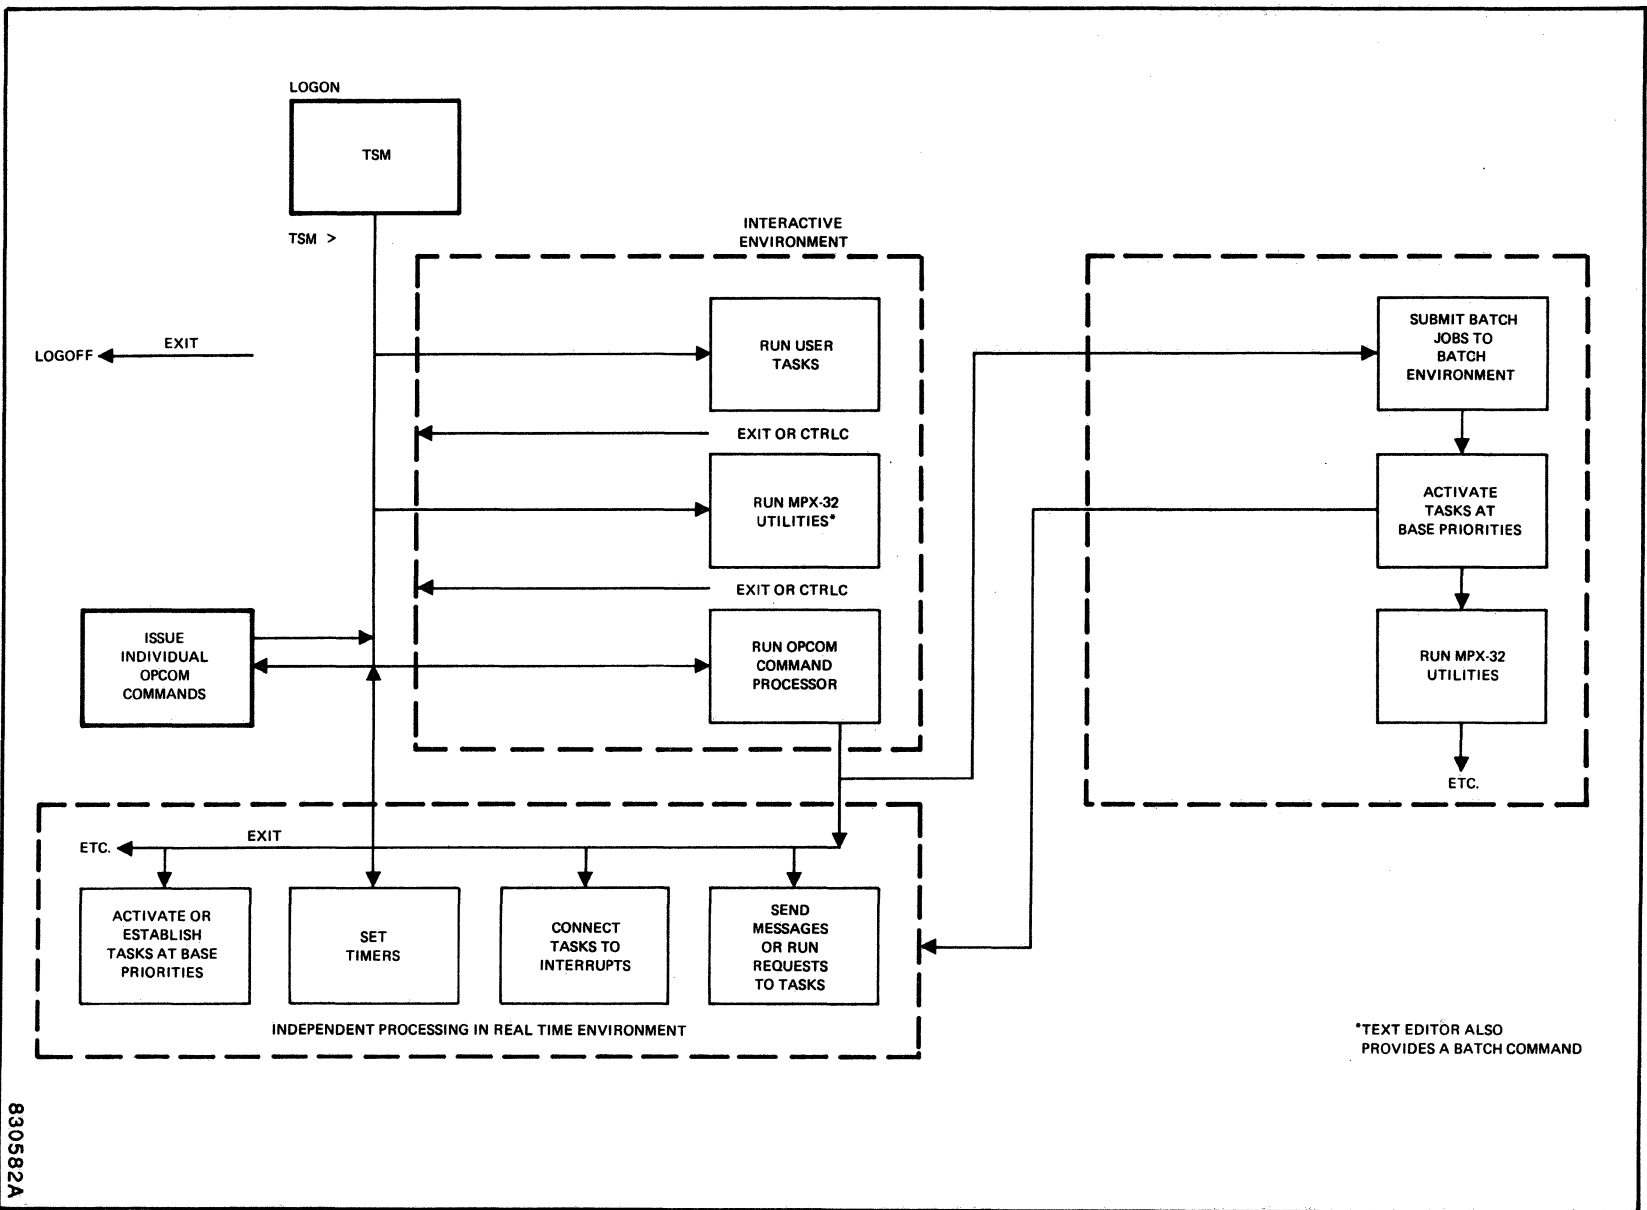 LOGON
TSM
TSM >
INTERACTIVE
ENVIRONMENT
LOGOFF
EXIT
RUN USER
TASKS
EXIT OR CTRLC
RUN MPX-32
UTILITIES*
EXIT OR CTRLC
ISSUE
INDIVIDUAL
OPCOM
COMMANDS
RUN OPCOM
COMMAND
PROCESSOR
SUBMIT BATCH
JOBS TO
BATCH
ENVIRONMENT
ACTIVATE
TASKS AT
BASE PRIORITIES
RUN MPX-32
UTILITIES
ETC.
ETC.
EXIT
ACTIVATE OR
ESTABLISH
TASKS AT BASE
PRIORITIES
SET
TIMERS
CONNECT
TASKS TO
INTERRUPTS
SEND
MESSAGES
OR RUN
REQUESTS
TO TASKS
INDEPENDENT PROCESSING IN REAL TIME ENVIRONMENT
*TEXT EDITOR ALSO
PROVIDES A BATCH COMMAND
830582A